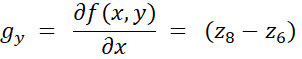 g_y = ∂f(x, y)/∂x = (z_8 − z_6)